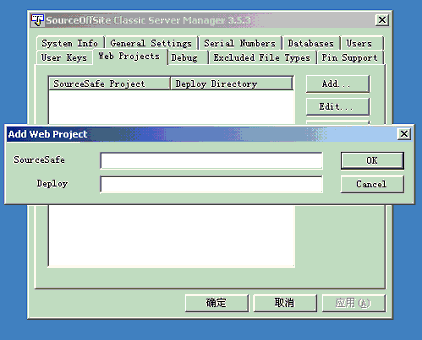 SourceOffSite Classic Server Manager 3.5.3
System Info General Settings Serial Numbers Databases Users
User Keys Web Projects Debug Excluded File Types Pin Support
SourceSafe Project Deploy Directory Add...
Edit...
Add Web Project
SourceSafe OK
Deploy Cancel
确定 取消 应用(A)